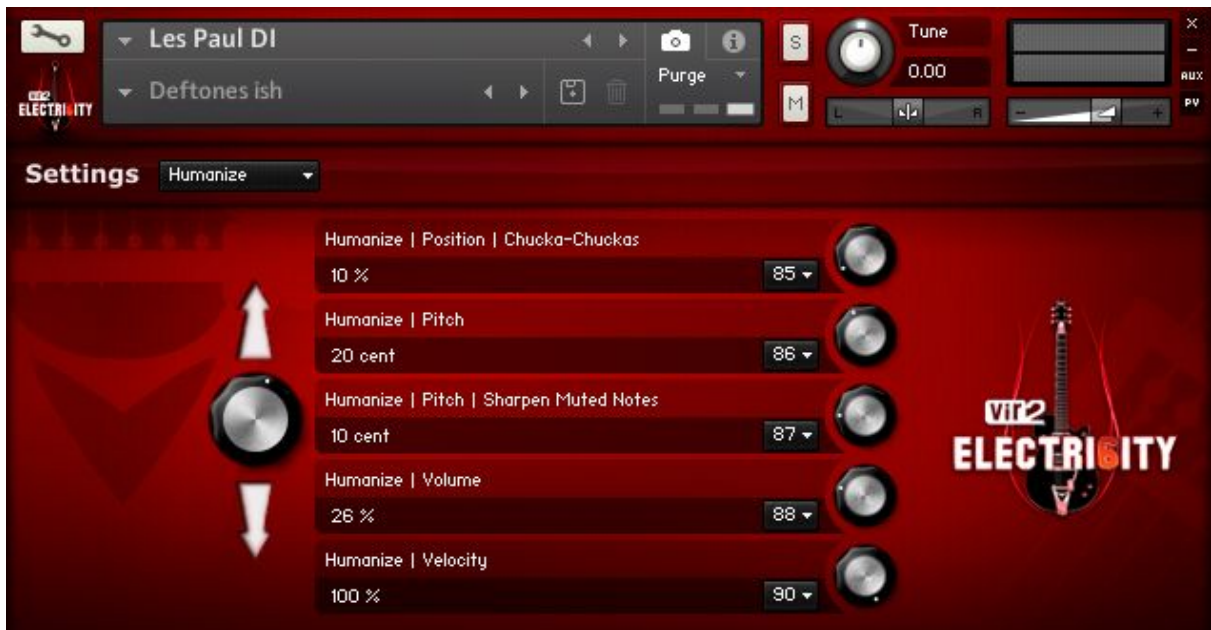 Les Paul DI
S
Tune
X
Purge
0.00
AUX
vir2
ELECTRI6ITY
Deftones ish
M
L
R
-
+
PV
Settings
Humanize
Humanize | Position | Chucka-Chuckas
10 %
85
Humanize | Pitch
20 cent
86
Humanize | Pitch | Sharpen Muted Notes
10 cent
87
Humanize | Volume
26 %
88
Humanize | Velocity
100 %
90
Vir2
ELECTRI6ITY